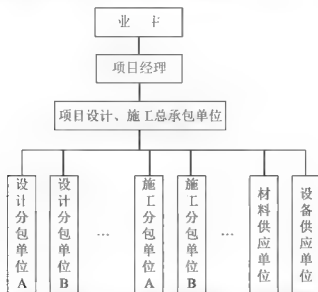 业 主
项目经理
项目设计、施工总承包单位
设计分包单位A
设计分包单位B
…
施工分包单位A
施工分包单位B
…
材料供应单位
设备供应单位